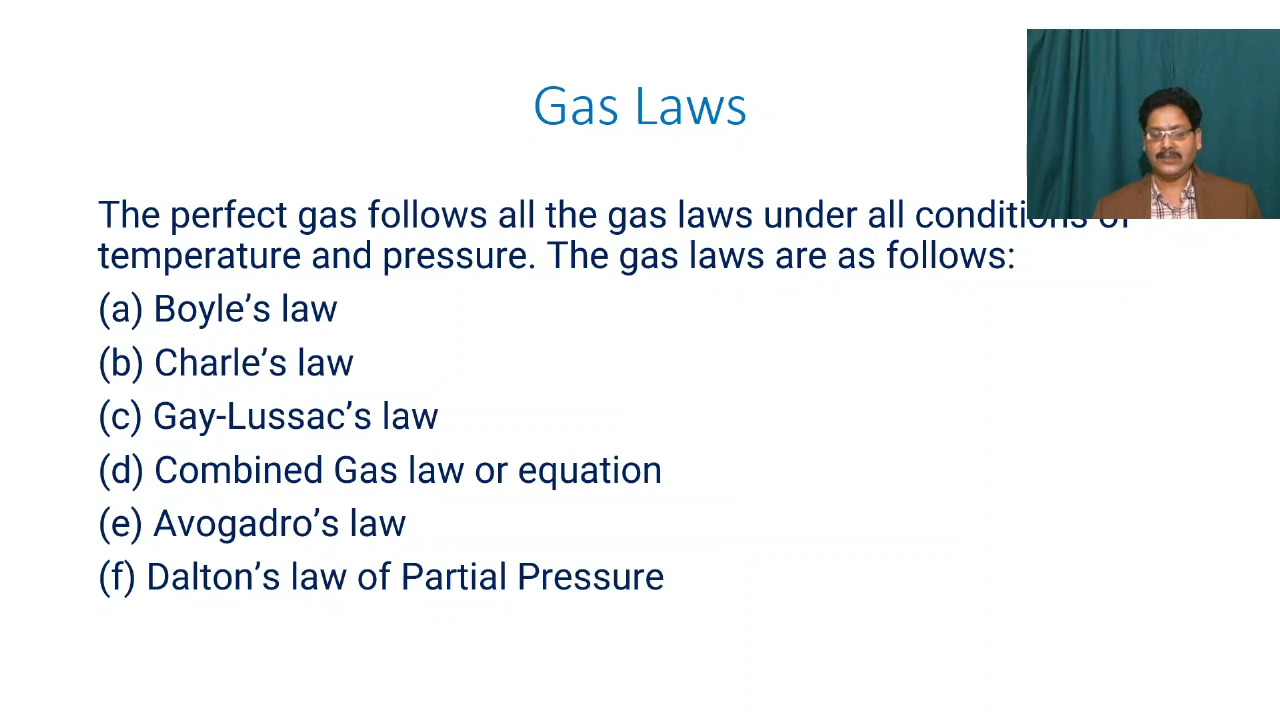 Gas Laws
The perfect gas follows all the gas laws under all conditions of
temperature and pressure. The gas laws are as follows:
(a) Boyle’s law
(b) Charle’s law
(c) Gay-Lussac’s law
(d) Combined Gas law or equation
(e) Avogadro’s law
(f) Dalton’s law of Partial Pressure